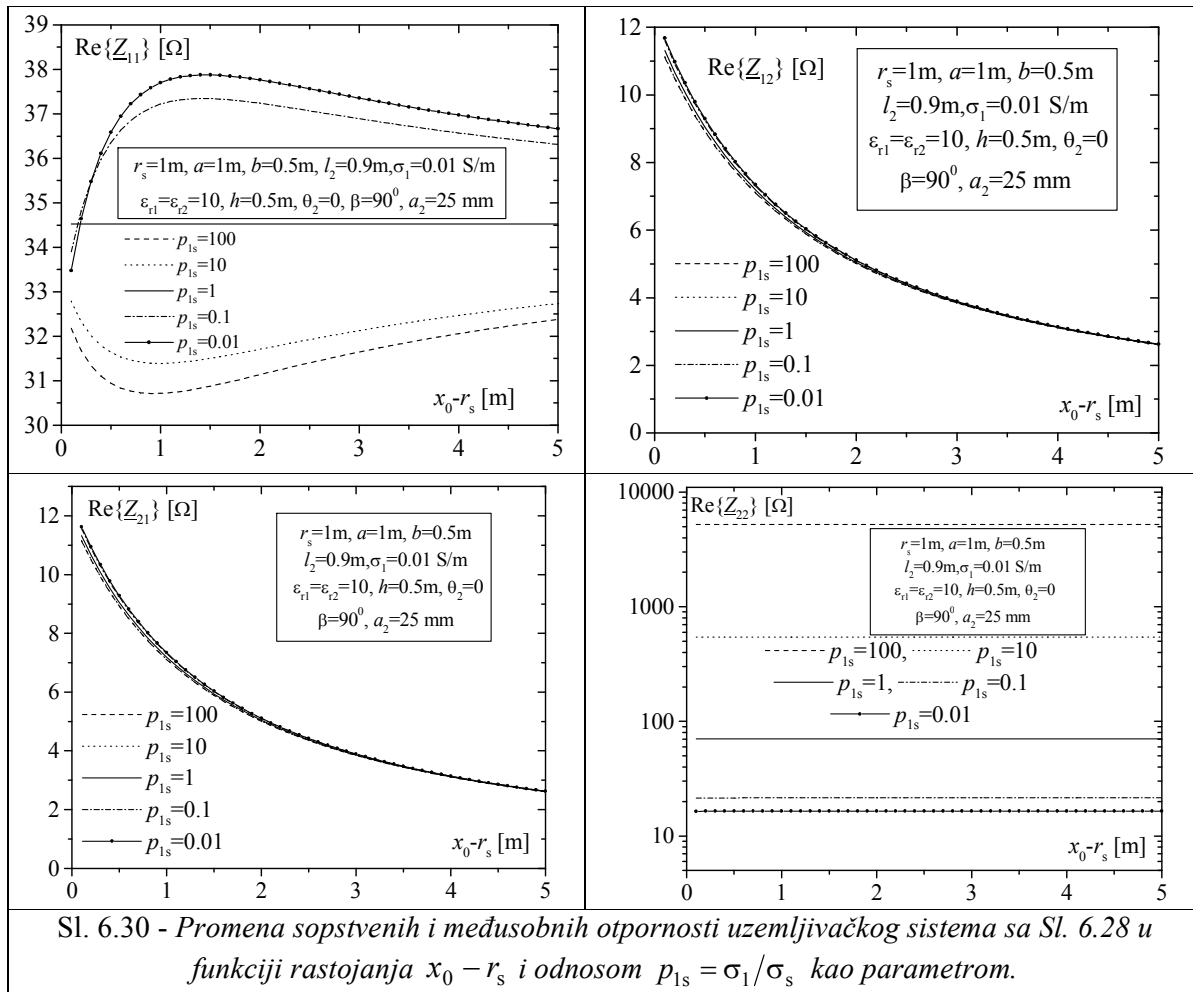 39
38
37
36
35
34
33
32
31
30
0 1 2 3 4 5
Re{Z₁₁} [Ω]
rₛ=1m, a=1m, b=0.5m, l₂=0.9m,σ₁=0.01 S/m
εᵣ₁=εᵣ₂=10, h=0.5m, θ₂=0, β=90⁰, a₂=25 mm
p₁ₛ=100
p₁ₛ=10
p₁ₛ=1
p₁ₛ=0.1
p₁ₛ=0.01
x₀-rₛ [m]
12
10
8
6
4
2
0
0 1 2 3 4 5
Re{Z₁₂} [Ω]
rₛ=1m, a=1m, b=0.5m
l₂=0.9m,σ₁=0.01 S/m
εᵣ₁=εᵣ₂=10, h=0.5m, θ₂=0
β=90⁰, a₂=25 mm
p₁ₛ=100
p₁ₛ=10
p₁ₛ=1
p₁ₛ=0.1
p₁ₛ=0.01
x₀-rₛ [m]
12
10
8
6
4
2
0
0 1 2 3 4 5
Re{Z₂₁} [Ω]
rₛ=1m, a=1m, b=0.5m
l₂=0.9m,σ₁=0.01 S/m
εᵣ₁=εᵣ₂=10, h=0.5m, θ₂=0
β=90⁰, a₂=25 mm
p₁ₛ=100
p₁ₛ=10
p₁ₛ=1
p₁ₛ=0.1
p₁ₛ=0.01
x₀-rₛ [m]
10000
1000
100
10
0 1 2 3 4 5
Re{Z₂₂} [Ω]
rₛ=1m, a=1m, b=0.5m
l₂=0.9m,σ₁=0.01 S/m
εᵣ₁=εᵣ₂=10, h=0.5m, θ₂=0
β=90⁰, a₂=25 mm
p₁ₛ=100, p₁ₛ=10
p₁ₛ=1, p₁ₛ=0.1
p₁ₛ=0.01
x₀-rₛ [m]
Sl. 6.30 - Promena sopstvenih i međusobnih otpornosti uzemljivačkog sistema sa Sl. 6.28 u
funkciji rastojanja x₀ − rₛ i odnosom p₁ₛ = σ₁/σₛ kao parametrom.